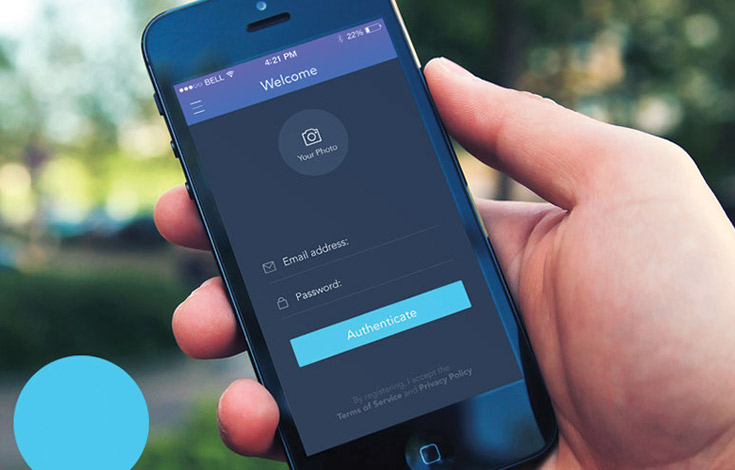 BELL 4:21 PM 22%
Welcome
Your Photo
Email address:
Password:
Authenticate
By registering, I accept the
Terms of Service and Privacy Policy